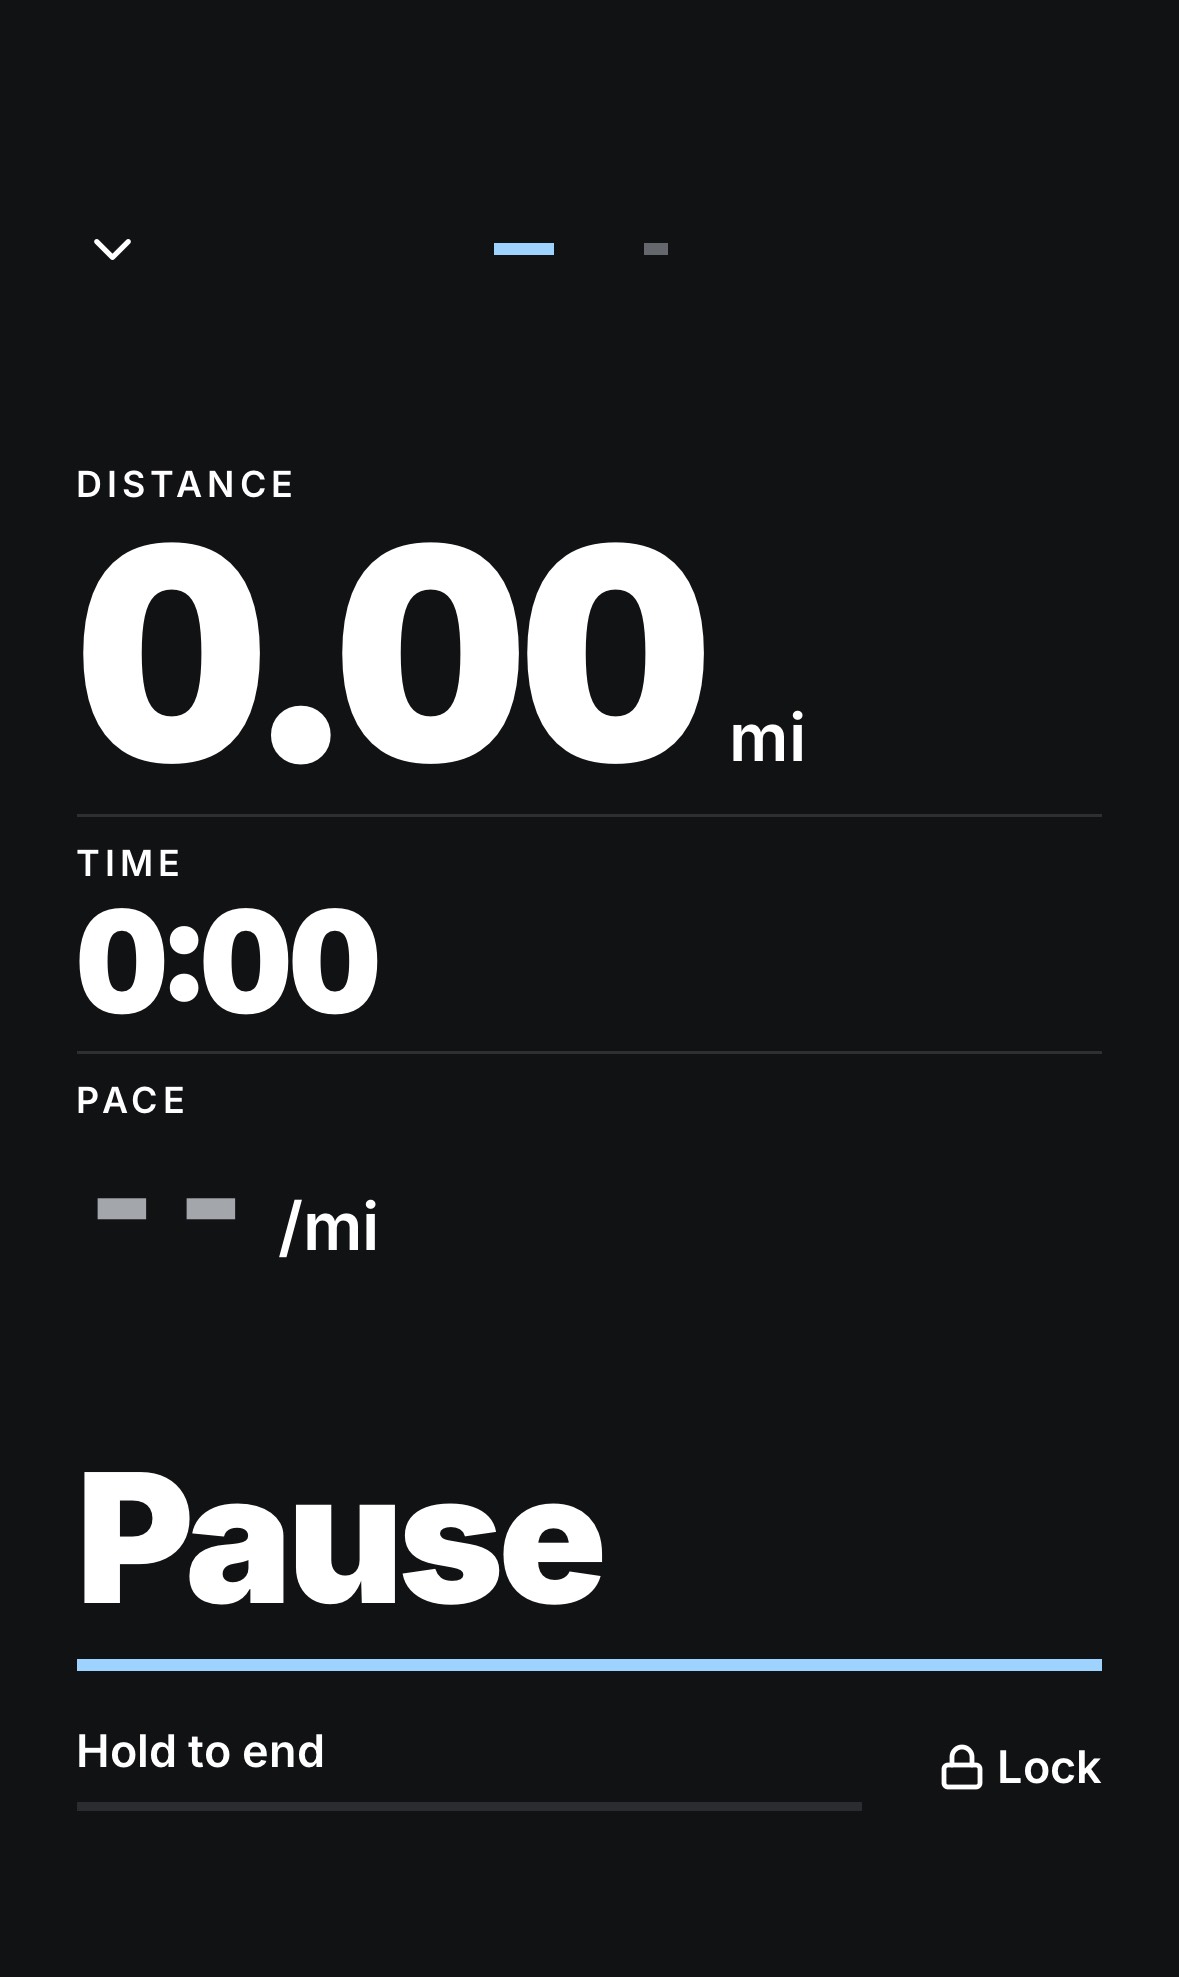 DISTANCE
0.00 mi
TIME
0:00
PACE
-- /mi
Pause
Hold to end
Lock